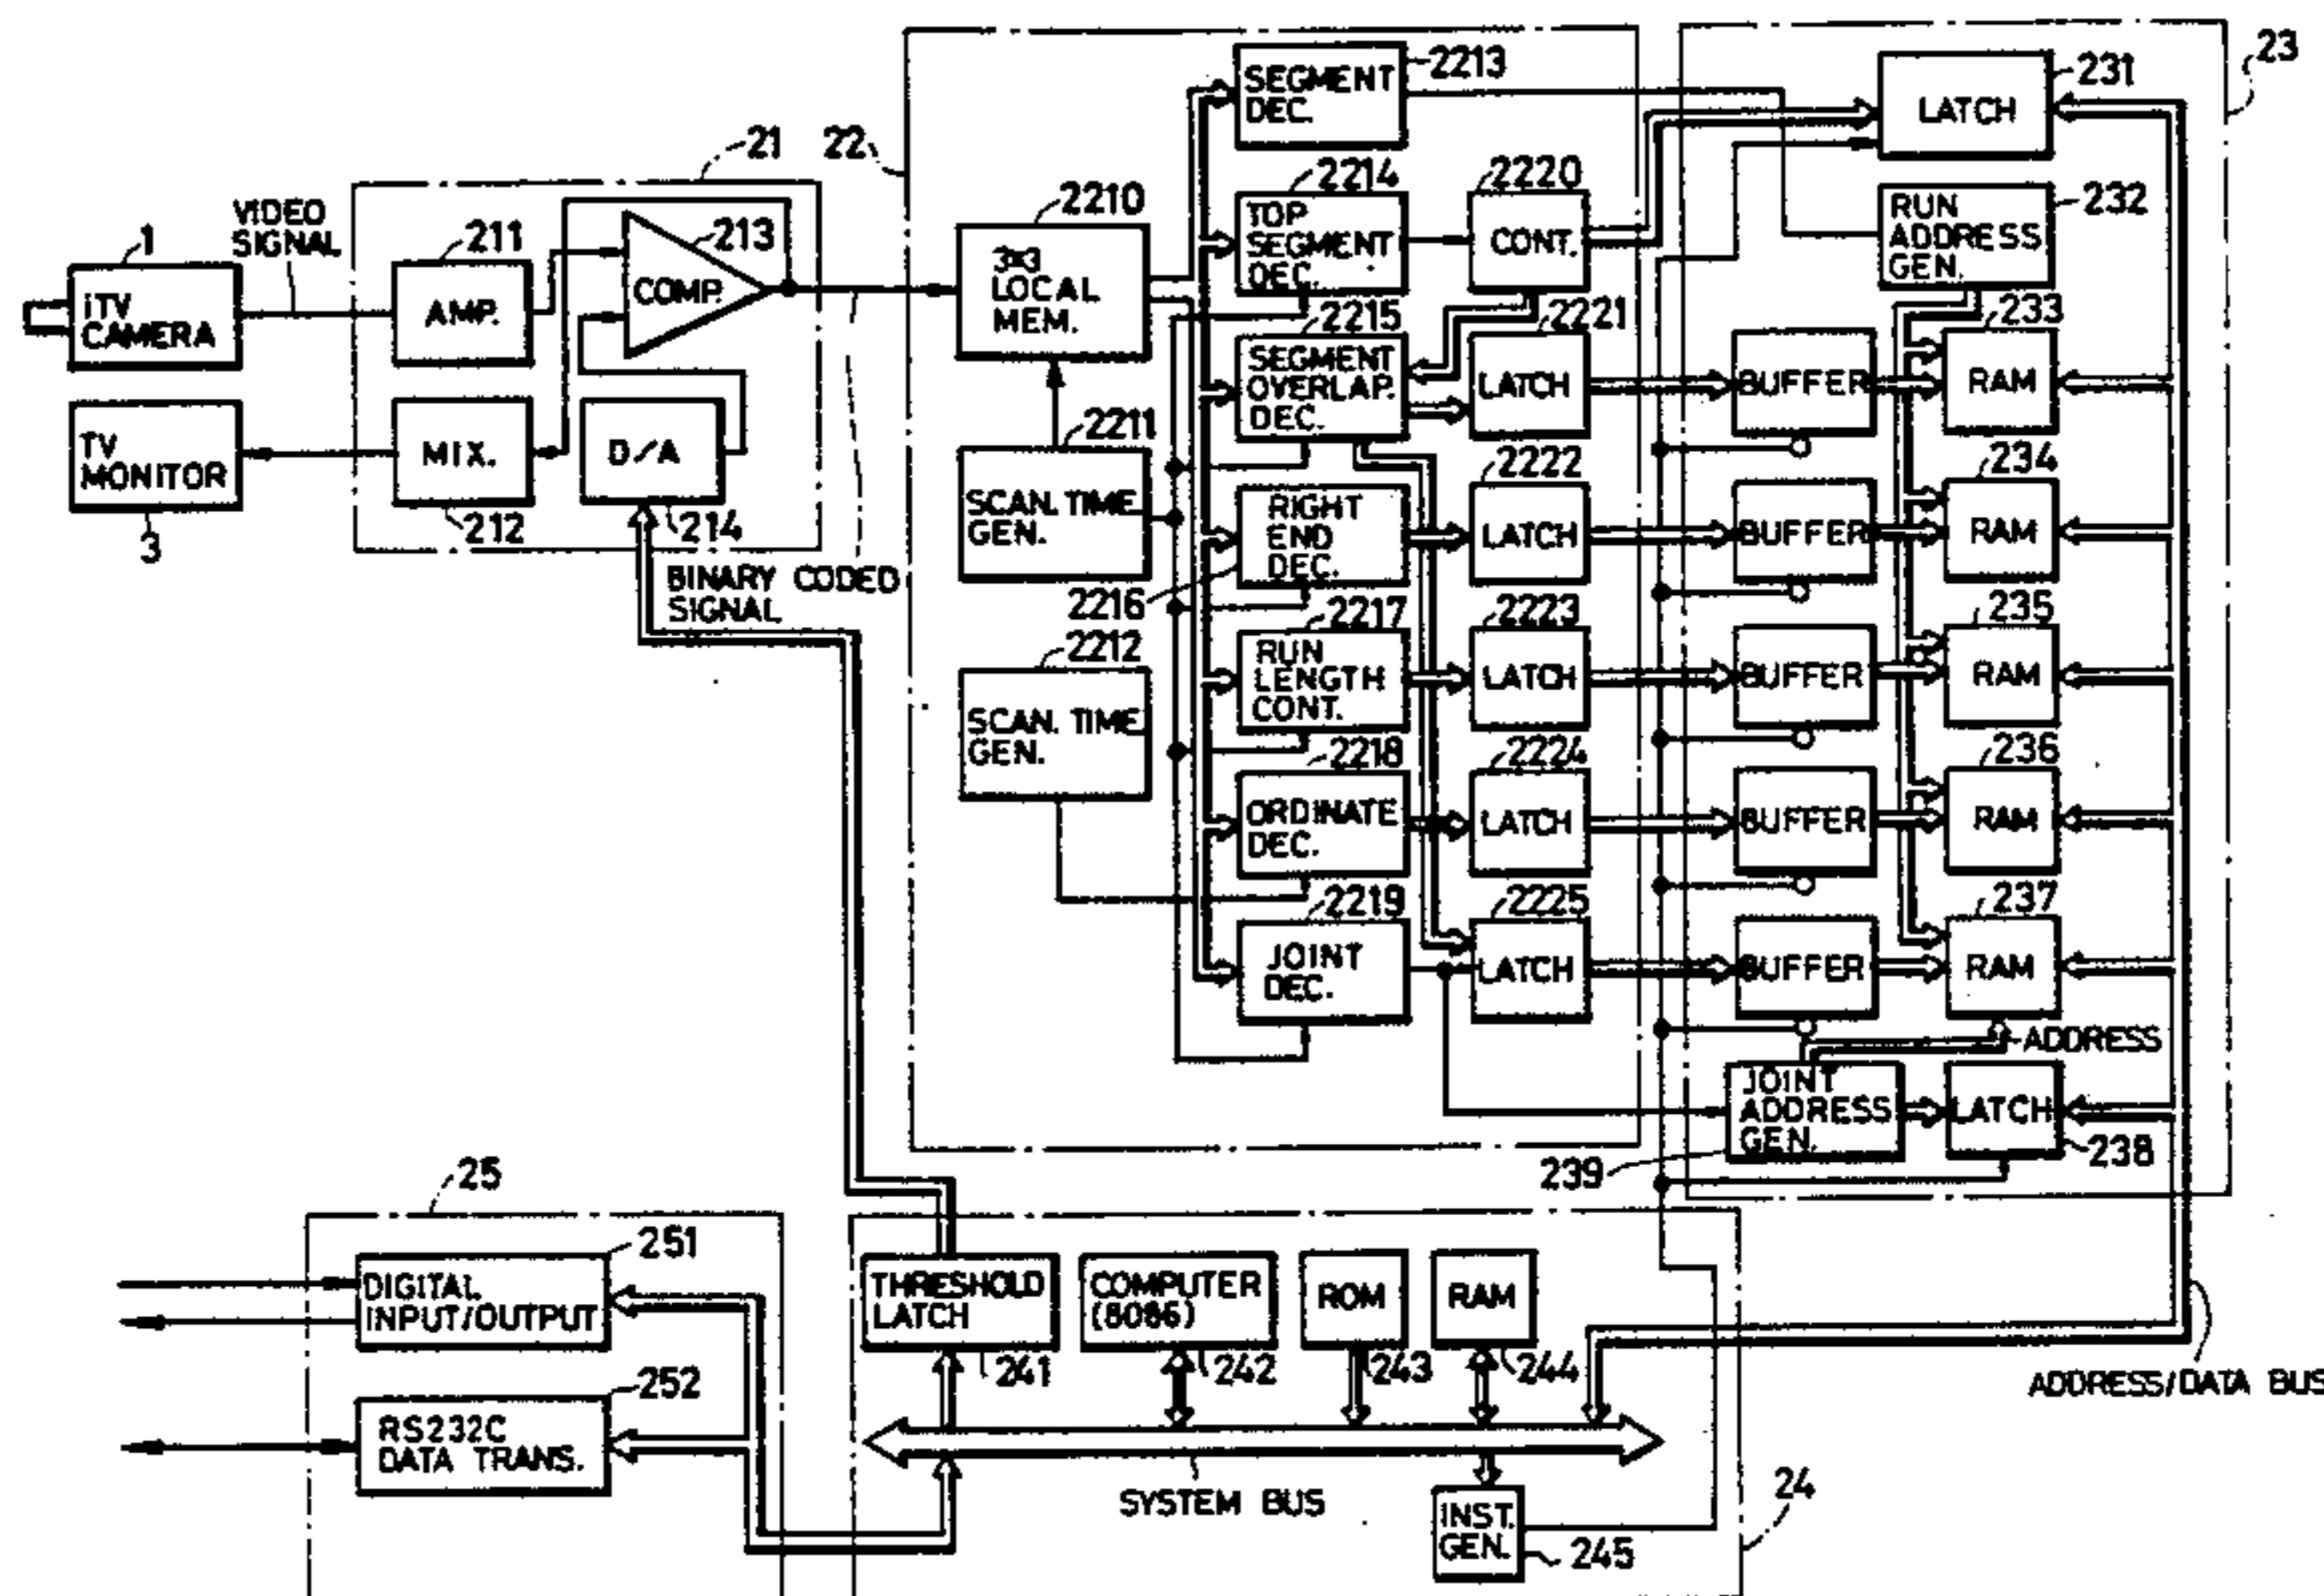 1
iTV
CAMERA
VIDEO
SIGNAL
TV
MONITOR
3
21
211
AMP.
213
COMP.
MIX.
212
D/A
214
BINARY CODED
SIGNAL
22
2210
3×3
LOCAL
MEM.
2211
SCAN. TIME
GEN.
2212
SCAN. TIME
GEN.
2213
SEGMENT
DEC.
2214
TOP
SEGMENT
DEC.
2215
SEGMENT
OVERLAP.
DEC.
RIGHT
END
DEC.
2216
2217
RUN
LENGTH
CONT.
2218
ORDINATE
DEC.
2219
JOINT
DEC.
2220
CONT.
2221
LATCH
2222
LATCH
2223
LATCH
2224
LATCH
2225
LATCH
23
231
LATCH
232
RUN
ADDRESS
GEN.
233
BUFFER
RAM
234
BUFFER
RAM
235
BUFFER
RAM
236
BUFFER
RAM
237
BUFFER
RAM
ADDRESS
JOINT
ADDRESS
GEN.
239
LATCH
238
25
251
DIGITAL
INPUT/OUTPUT
252
RS232C
DATA TRANS.
THRESHOLD
LATCH
241
COMPUTER
(8086)
242
ROM
243
RAM
244
ADDRESS/DATA BUS
SYSTEM BUS
INST.
GEN.
245
24